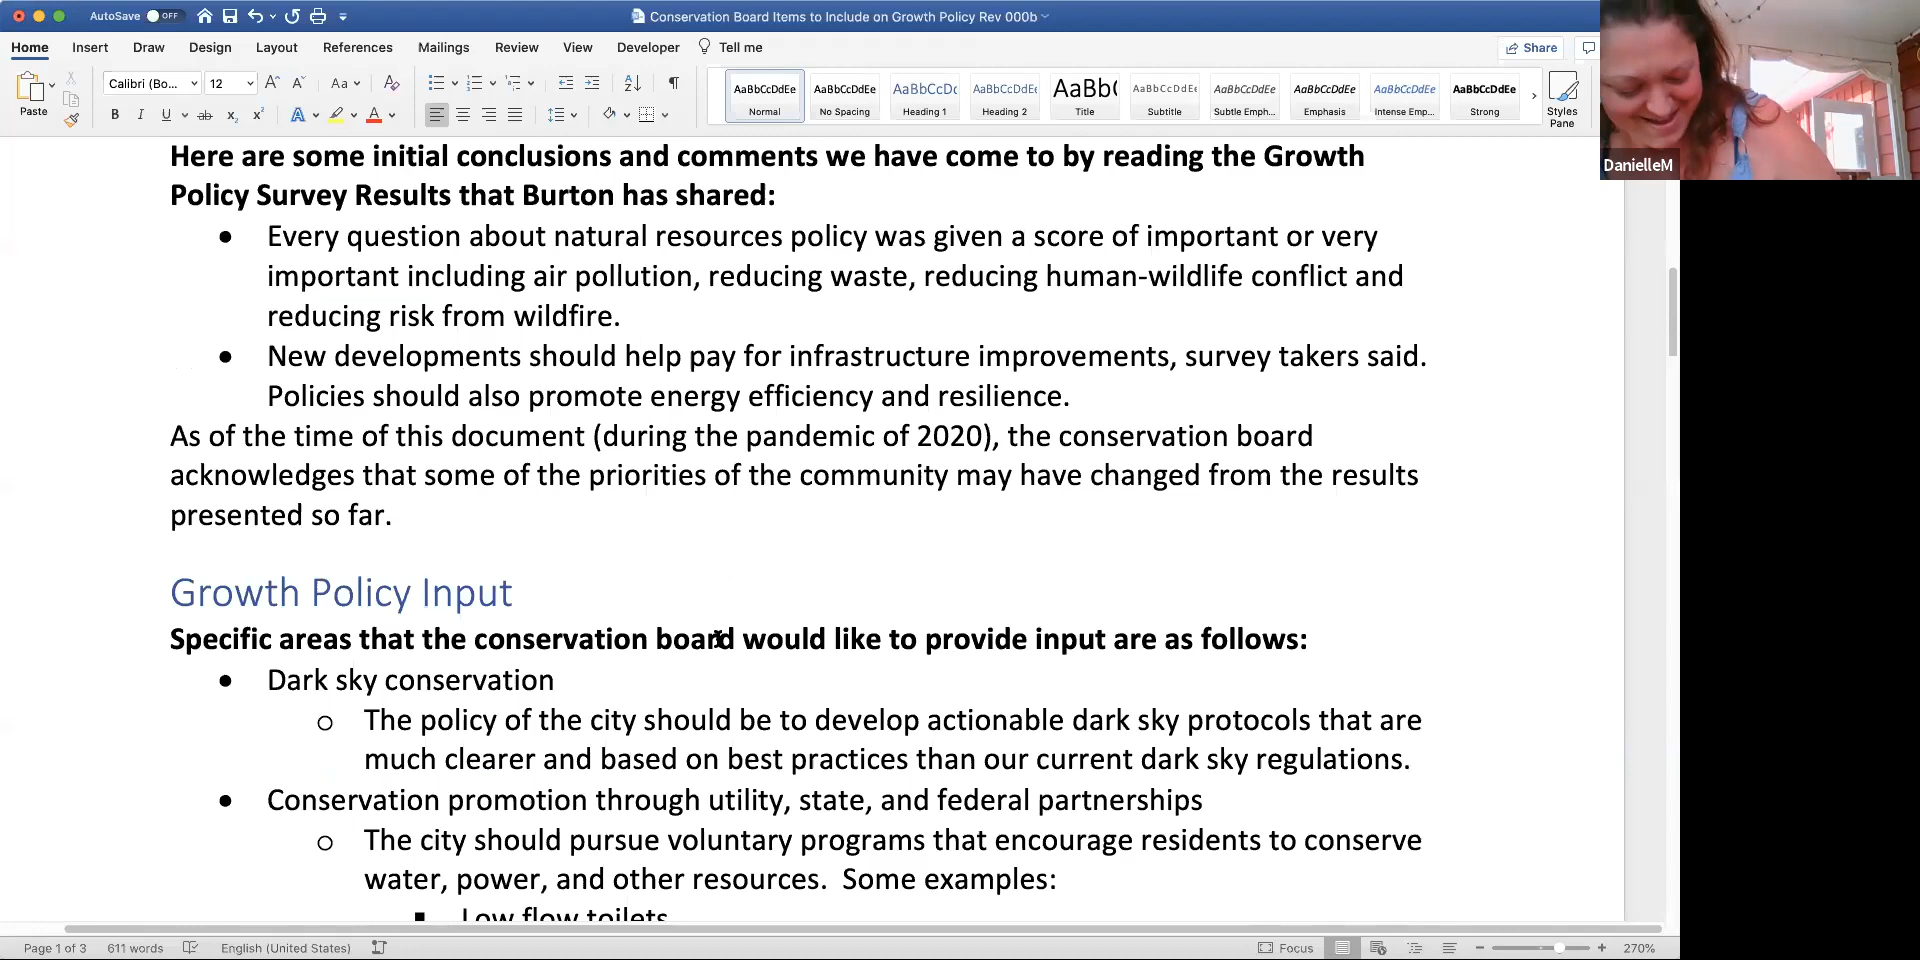 AutoSave OFF
Conservation Board Items to Include on Growth Policy Rev 000b
Home Insert Draw Design Layout References Mailings Review View Developer Tell me Share
Calibri (Bo... 12 Aa
Paste
AaBbCcDdEe AaBbCcDdEe AaBbCcDc AaBbCcDdEe AaBbC AaBbCcDdEe AaBbCcDdEe AaBbCcDdEe AaBbCcDdEe AaBbCcDdEe
Normal No Spacing Heading 1 Heading 2 Title Subtitle Subtle Emph... Emphasis Intense Emp... Strong
Styles
Pane
DanielleM
Here are some initial conclusions and comments we have come to by reading the Growth
Policy Survey Results that Burton has shared:
• Every question about natural resources policy was given a score of important or very
important including air pollution, reducing waste, reducing human-wildlife conflict and
reducing risk from wildfire.
• New developments should help pay for infrastructure improvements, survey takers said.
Policies should also promote energy efficiency and resilience.
As of the time of this document (during the pandemic of 2020), the conservation board
acknowledges that some of the priorities of the community may have changed from the results
presented so far.
Growth Policy Input
Specific areas that the conservation board would like to provide input are as follows:
• Dark sky conservation
o The policy of the city should be to develop actionable dark sky protocols that are
much clearer and based on best practices than our current dark sky regulations.
• Conservation promotion through utility, state, and federal partnerships
o The city should pursue voluntary programs that encourage residents to conserve
water, power, and other resources.  Some examples:
▪ Low flow toilets
Page 1 of 3 611 words English (United States) Focus 270%